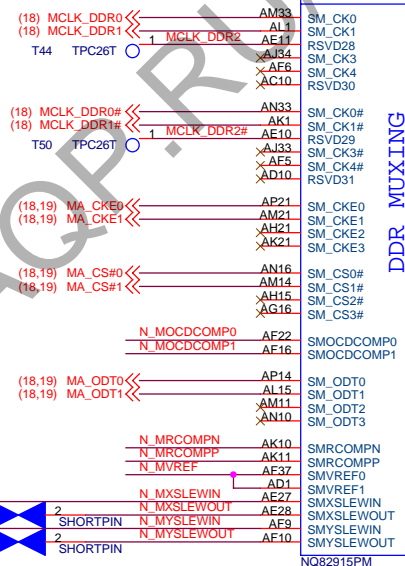 (18) MCLK_DDR0 AM33 SM_CK0
(18) MCLK_DDR1 AL1 SM_CK1
T44 TPC26T 1 MCLK_DDR2 AE11 RSVD28
AJ34 SM_CK3
AF6 SM_CK4
AC10 RSVD30
(18) MCLK_DDR0# AN33 SM_CK0#
(18) MCLK_DDR1# AK1 SM_CK1#
T50 TPC26T 1 MCLK_DDR2# AE10 RSVD29
AJ33 SM_CK3#
AF5 SM_CK4#
AD10 RSVD31
(18,19) MA_CKE0 AP21 SM_CKE0
(18,19) MA_CKE1 AM21 SM_CKE1
AH21 SM_CKE2
AK21 SM_CKE3
(18,19) MA_CS#0 AN16 SM_CS0#
(18,19) MA_CS#1 AM14 SM_CS1#
AH15 SM_CS2#
AG16 SM_CS3#
N_MOCDCOMP0 AF22 SMOCDCOMP0
N_MOCDCOMP1 AF16 SMOCDCOMP1
(18,19) MA_ODT0 AP14 SM_ODT0
(18,19) MA_ODT1 AL15 SM_ODT1
AM11 SM_ODT2
AN10 SM_ODT3
N_MRCOMPN AK10 SMRCOMPN
N_MRCOMPP AK11 SMRCOMPP
N_MVREF AF37 SMVREF0
AD1 SMVREF1
N_MXSLEWIN AE27 SMXSLEWIN
2 N_MXSLEWOUT AE28 SMXSLEWOUT
SHORTPIN N_MYSLEWIN AF9 SMYSLEWIN
2 N_MYSLEWOUT AF10 SMYSLEWOUT
SHORTPIN
NQ82915PM
DDR MUXING
AQP.RU